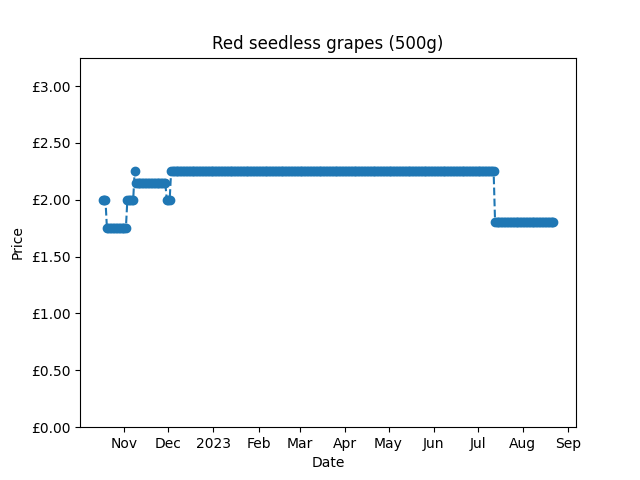 Red seedless grapes (500g)
£3.00
£2.50
£2.00
£1.50
£1.00
£0.50
£0.00
Price
Nov Dec 2023 Feb Mar Apr May Jun Jul Aug Sep
Date